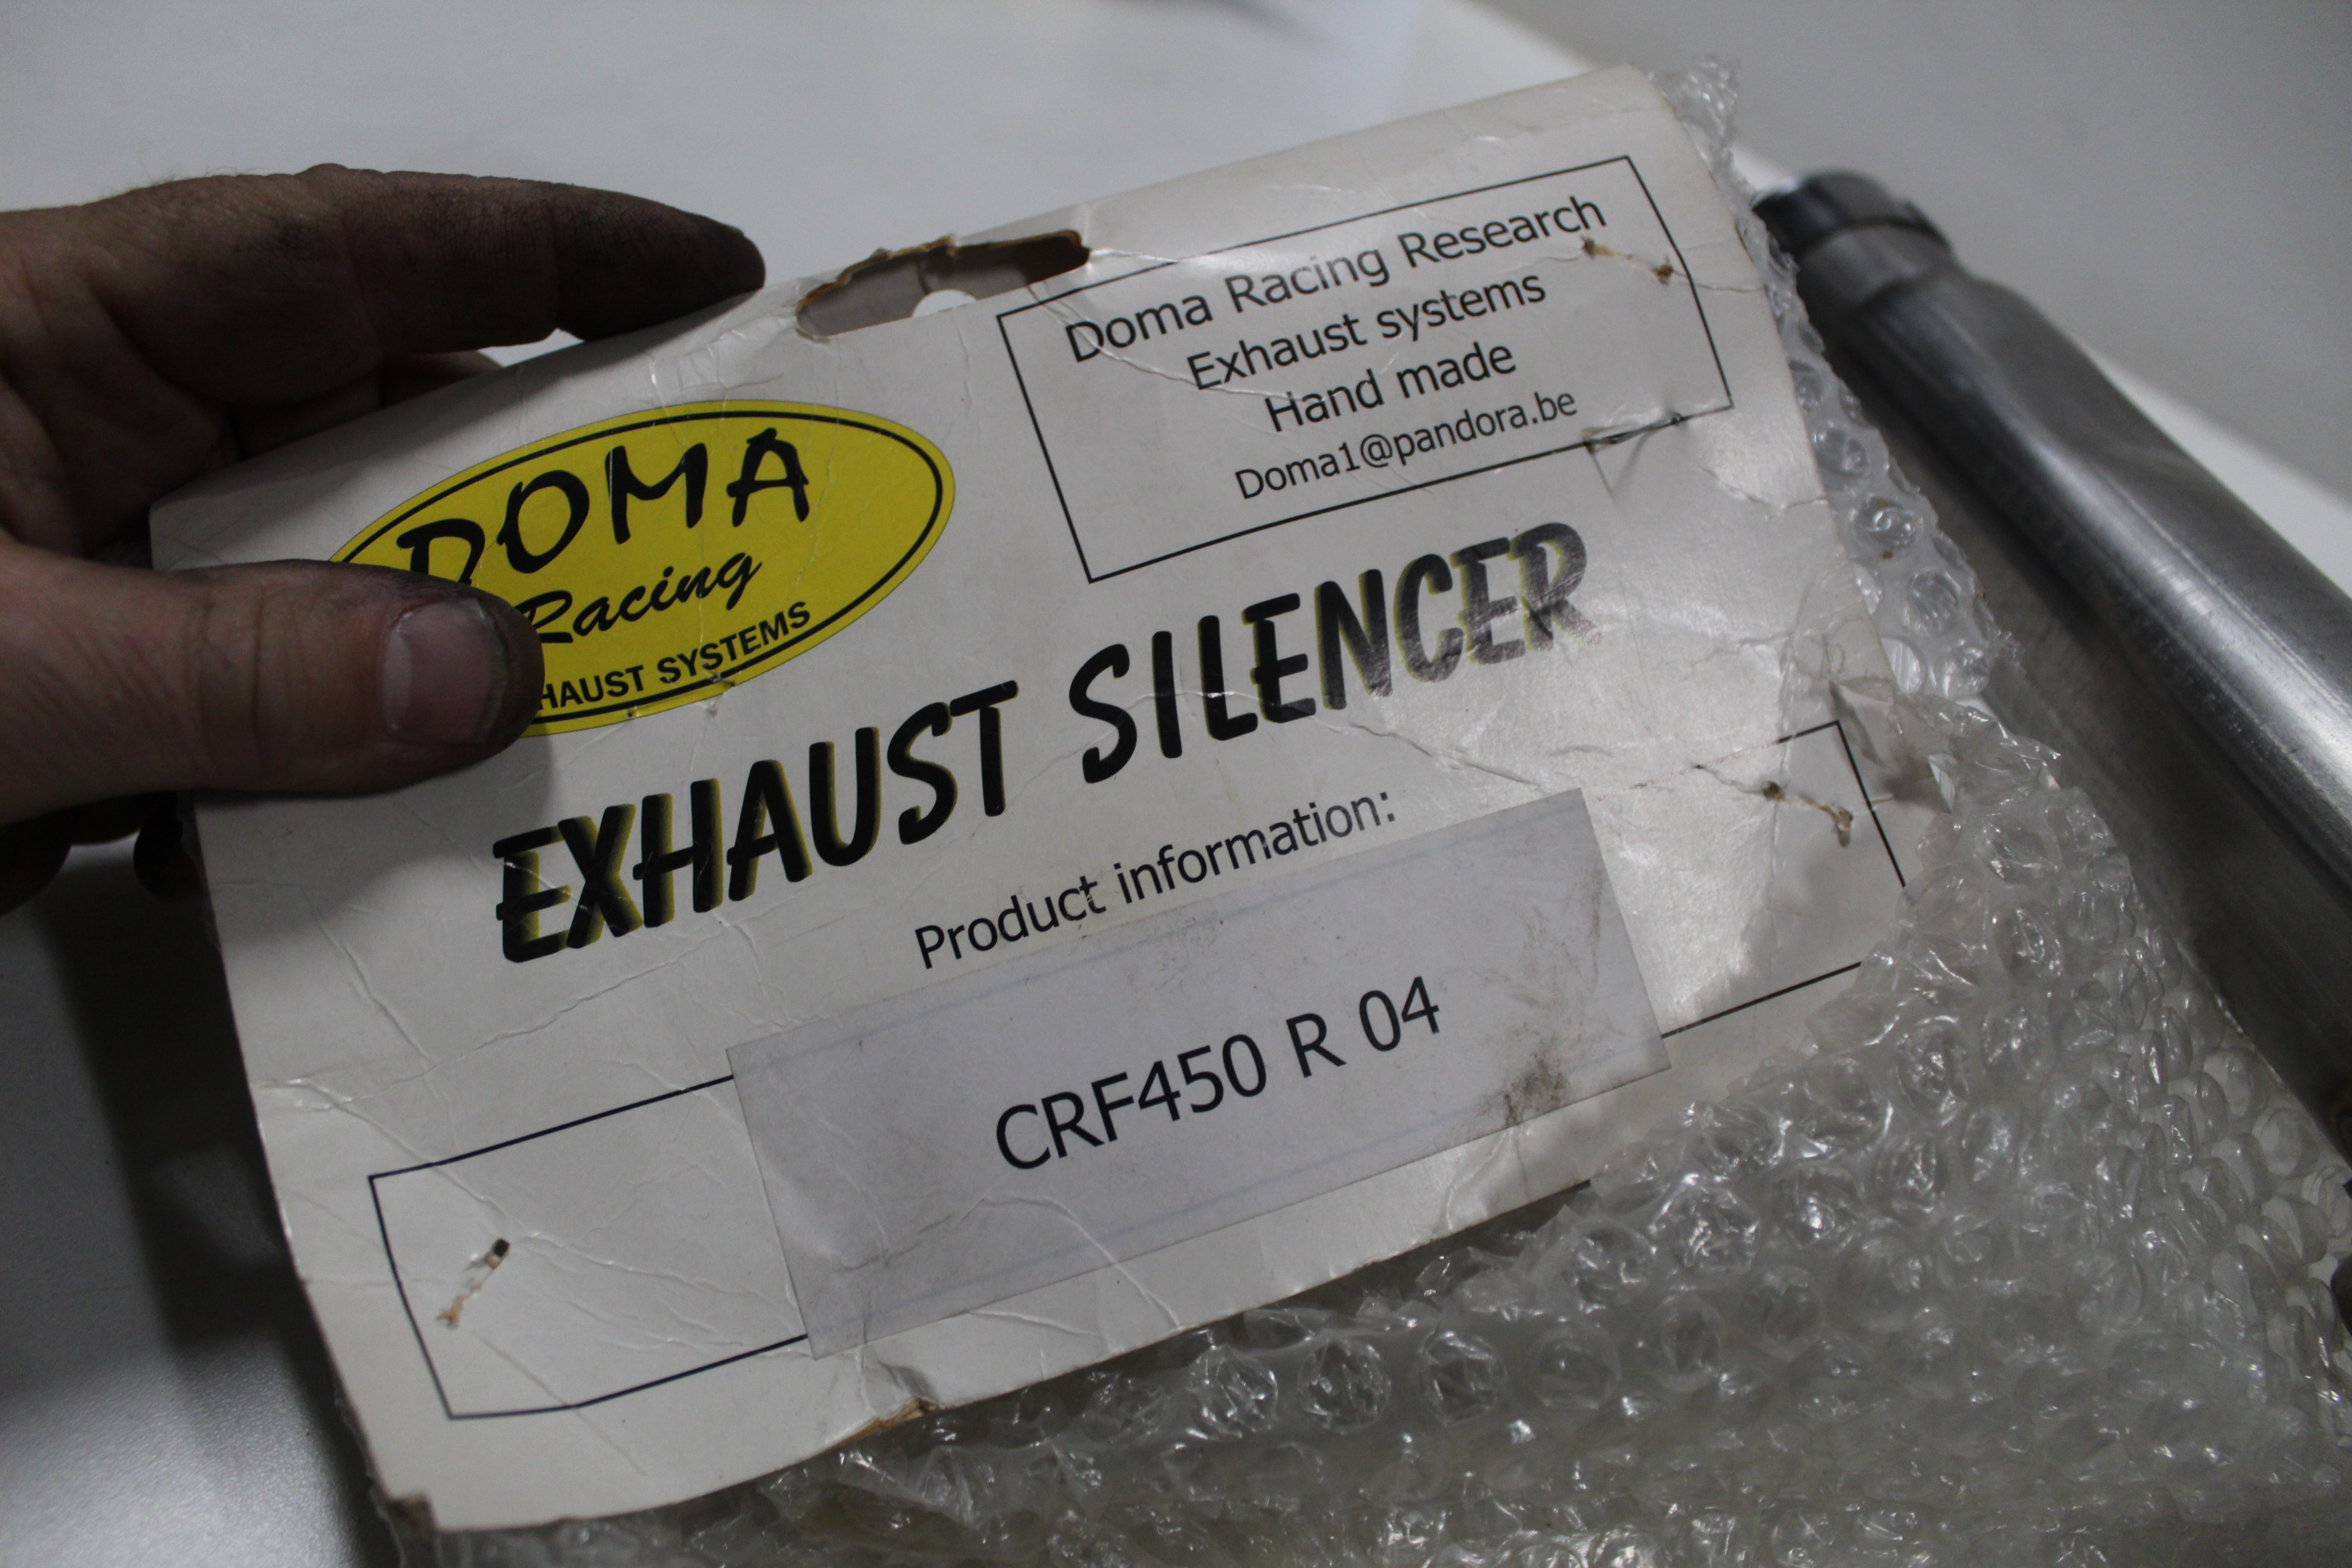 DOMA
Racing
HAUST SYSTEMS
Doma Racing Research
Exhaust systems
Hand made
Doma1@pandora.be
EXHAUST SILENCER
Product information:
CRF450 R 04